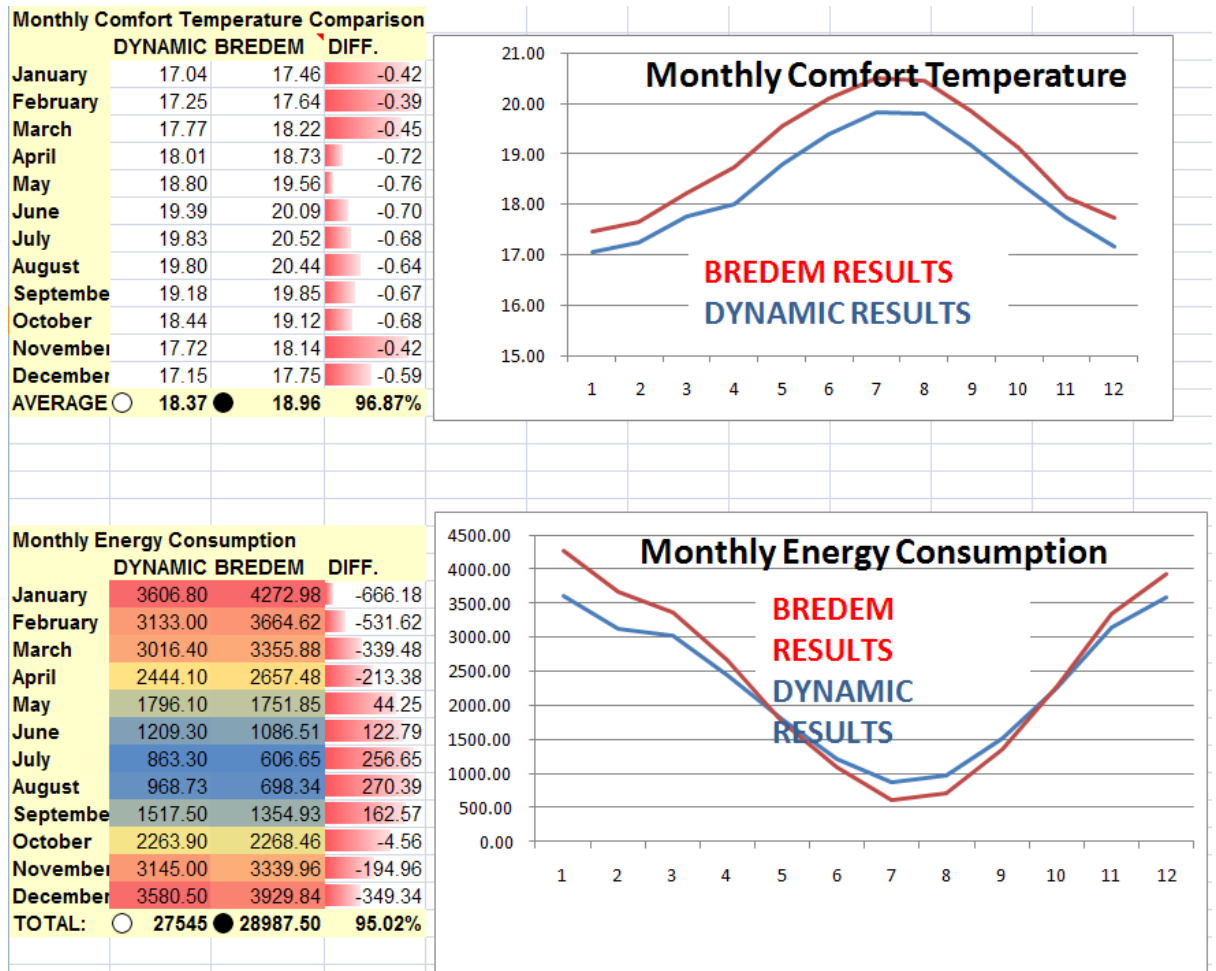 Monthly Comfort Temperature Comparison
DYNAMIC BREDEM DIFF.
January 17.04 17.46 -0.42
February 17.25 17.64 -0.39
March 17.77 18.22 -0.45
April 18.01 18.73 -0.72
May 18.80 19.56 -0.76
June 19.39 20.09 -0.70
July 19.83 20.52 -0.68
August 19.80 20.44 -0.64
Septembe 19.18 19.85 -0.67
October 18.44 19.12 -0.68
November 17.72 18.14 -0.42
December 17.15 17.75 -0.59
AVERAGE 18.37 18.96 96.87%
Monthly Comfort Temperature
21.00
20.00
19.00
18.00
17.00
16.00
15.00
BREDEM RESULTS
DYNAMIC RESULTS
1 2 3 4 5 6 7 8 9 10 11 12
Monthly Energy Consumption
DYNAMIC BREDEM DIFF.
January 3606.80 4272.98 -666.18
February 3133.00 3664.62 -531.62
March 3016.40 3355.88 -339.48
April 2444.10 2657.48 -213.38
May 1796.10 1751.85 44.25
June 1209.30 1086.51 122.79
July 863.30 606.65 256.65
August 968.73 698.34 270.39
Septembe 1517.50 1354.93 162.57
October 2263.90 2268.46 -4.56
November 3145.00 3339.96 -194.96
December 3580.50 3929.84 -349.34
TOTAL: 27545 28987.50 95.02%
Monthly Energy Consumption
4500.00
4000.00
3500.00
3000.00
2500.00
2000.00
1500.00
1000.00
500.00
0.00
BREDEM
RESULTS
DYNAMIC
RESULTS
1 2 3 4 5 6 7 8 9 10 11 12